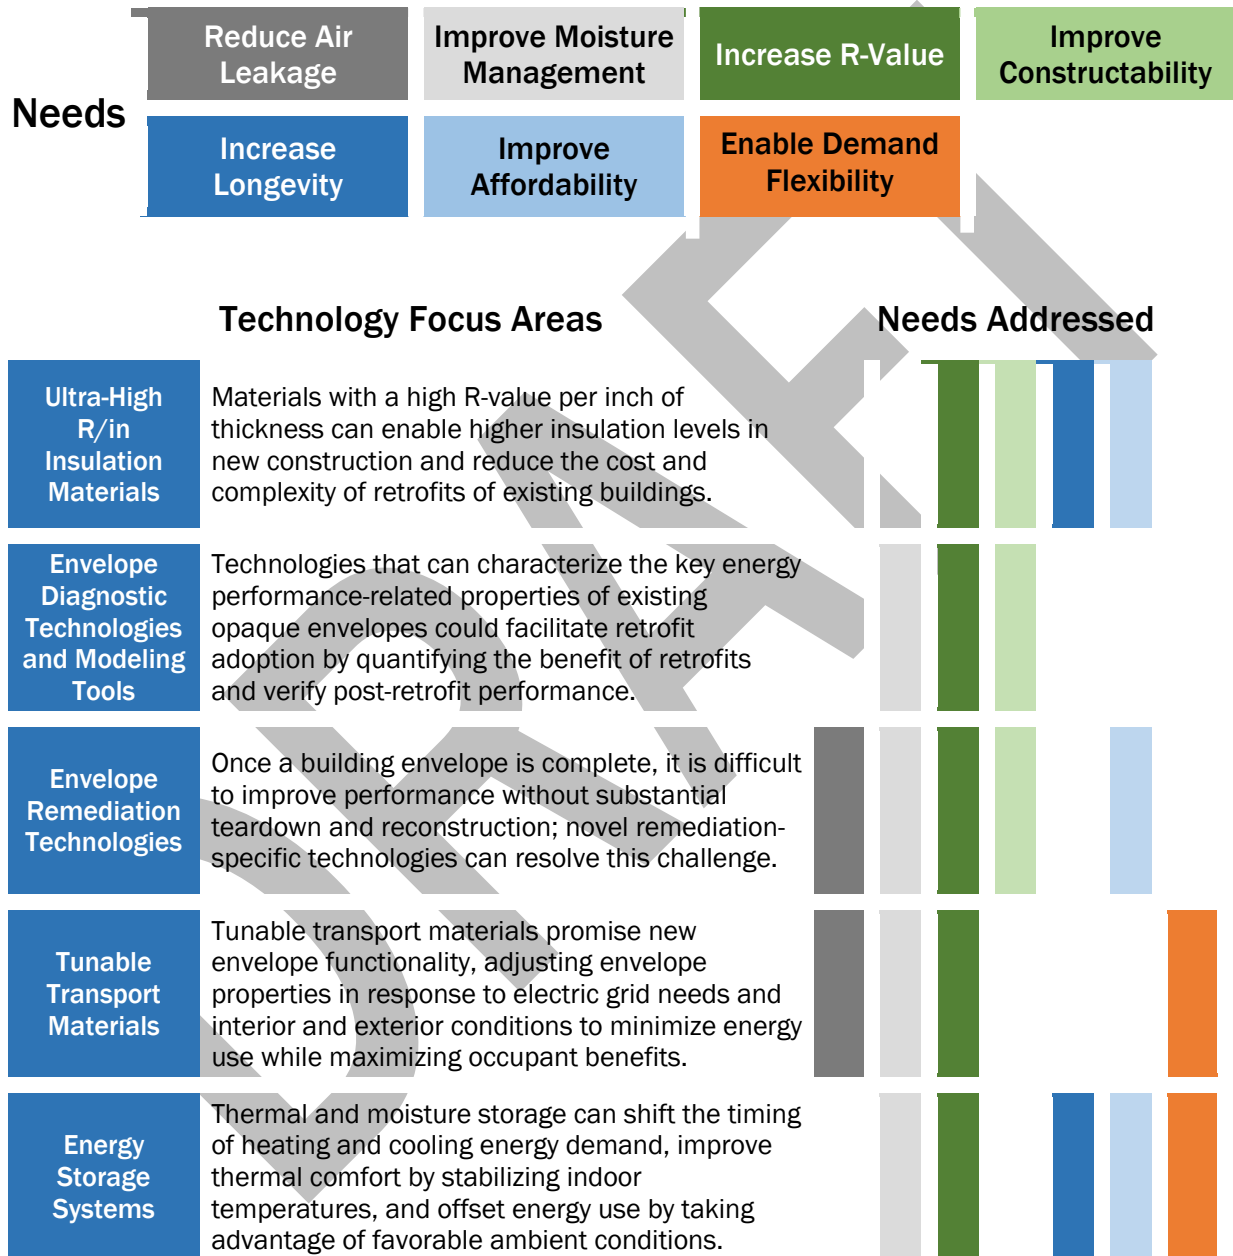 Needs
Reduce Air
Leakage
Improve Moisture
Management
Increase R-Value
Improve
Constructability
Increase
Longevity
Improve
Affordability
Enable Demand
Flexibility
Technology Focus Areas
Needs Addressed
Ultra-High
R/in
Insulation
Materials
Materials with a high R-value per inch of
thickness can enable higher insulation levels in
new construction and reduce the cost and
complexity of retrofits of existing buildings.
Envelope
Diagnostic
Technologies
and Modeling
Tools
Technologies that can characterize the key energy
performance-related properties of existing
opaque envelopes could facilitate retrofit
adoption by quantifying the benefit of retrofits
and verify post-retrofit performance.
Envelope
Remediation
Technologies
Once a building envelope is complete, it is difficult
to improve performance without substantial
teardown and reconstruction; novel remediation-
specific technologies can resolve this challenge.
Tunable
Transport
Materials
Tunable transport materials promise new
envelope functionality, adjusting envelope
properties in response to electric grid needs and
interior and exterior conditions to minimize energy
use while maximizing occupant benefits.
Energy
Storage
Systems
Thermal and moisture storage can shift the timing
of heating and cooling energy demand, improve
thermal comfort by stabilizing indoor
temperatures, and offset energy use by taking
advantage of favorable ambient conditions.
DRAFT